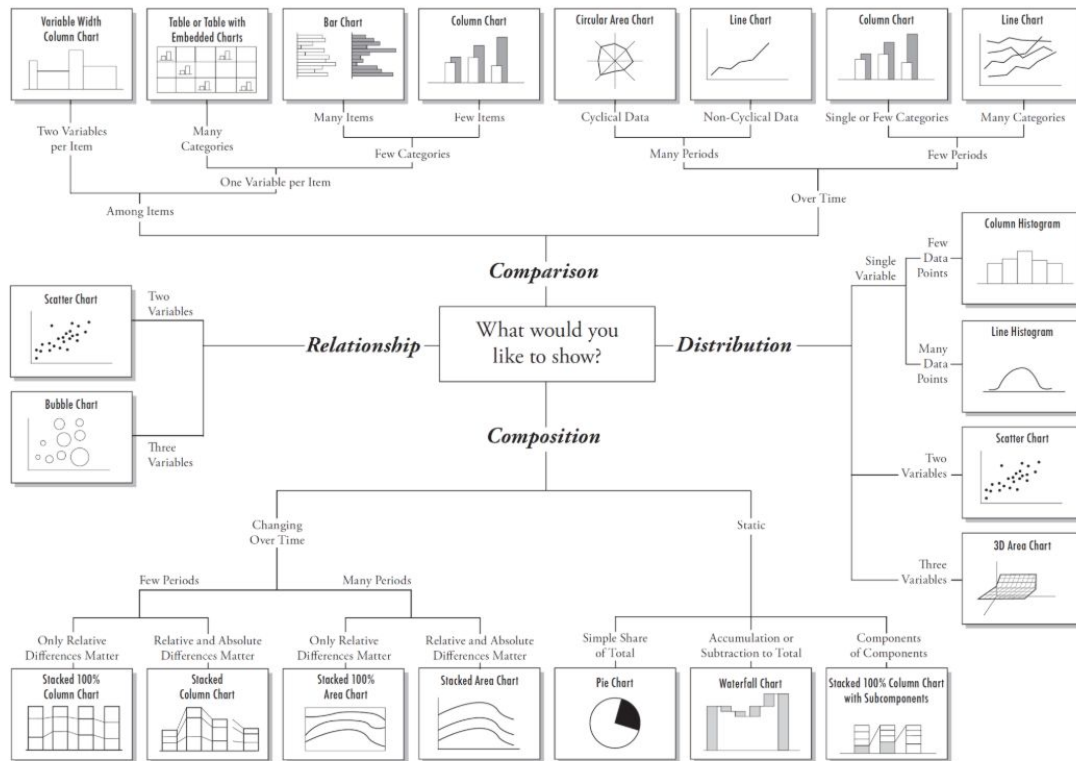 Variable Width
Column Chart
Table or Table with
Embedded Charts
Bar Chart
Column Chart
Circular Area Chart
Line Chart
Column Chart
Line Chart
Two Variables
per Item
Many
Categories
Many Items
Few Items
Cyclical Data
Non-Cyclical Data
Single or Few Categories
Many Categories
Few Categories
Many Periods
Few Periods
One Variable per Item
Among Items
Over Time
Comparison
What would you
like to show?
Relationship
Two
Variables
Scatter Chart
Three
Variables
Bubble Chart
Distribution
Single
Variable
Few
Data
Points
Column Histogram
Many
Data
Points
Line Histogram
Two
Variables
Scatter Chart
Three
Variables
3D Area Chart
Composition
Changing
Over Time
Static
Few Periods
Many Periods
Only Relative
Differences Matter
Relative and Absolute
Differences Matter
Only Relative
Differences Matter
Relative and Absolute
Differences Matter
Simple Share
of Total
Accumulation or
Subtraction to Total
Components
of Components
Stacked 100%
Column Chart
Stacked
Column Chart
Stacked 100%
Area Chart
Stacked Area Chart
Pie Chart
Waterfall Chart
Stacked 100% Column Chart
with Subcomponents